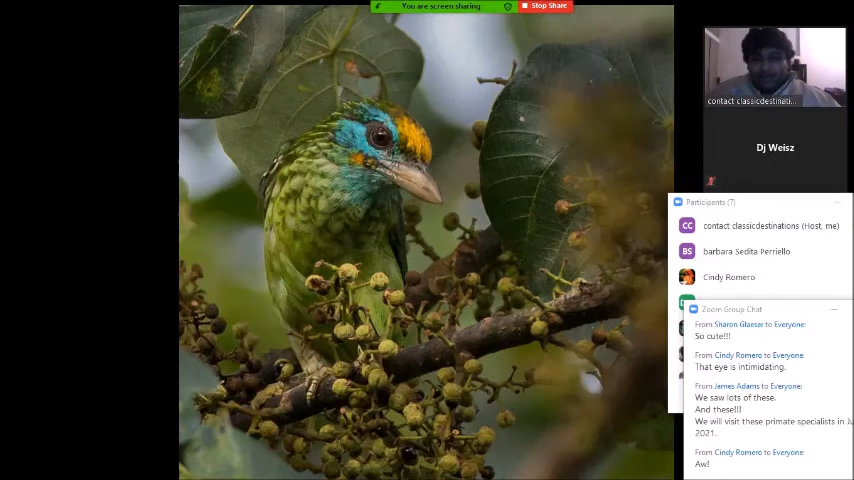 You are screen sharing
Stop Share
contact classicdestinati...
Dj Weisz
Participants (7)
CC contact classicdestinations (Host, me)
BS barbara Sedita Perriello
Cindy Romero
Zoom Group Chat
From Sharon Glaeser to Everyone:
So cute!!!
From Cindy Romero to Everyone:
That eye is intimidating.
From James Adams to Everyone:
We saw lots of these.
And these!!!
We will visit these primate specialists in Ju
2021.
From Cindy Romero to Everyone:
Aw!